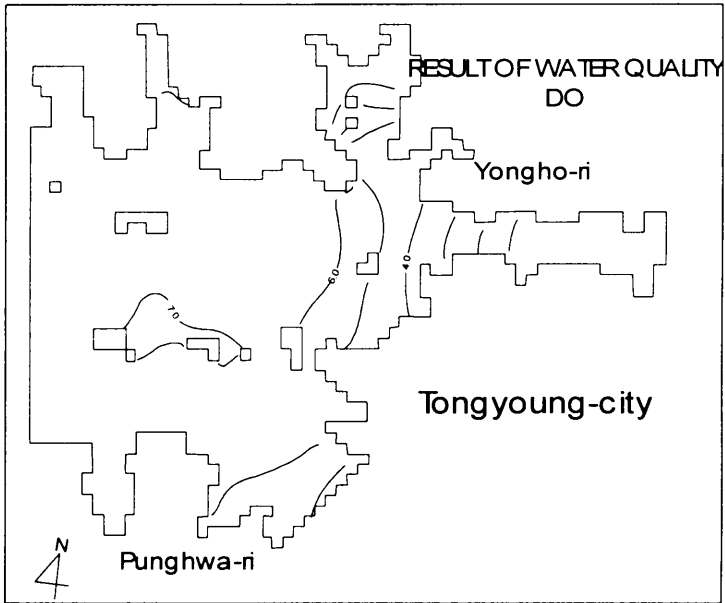 RESULT OF WATER QUALITY
DO
Yongho-ri
60
40
70
Tongyoung-city
Punghwa-ri
N